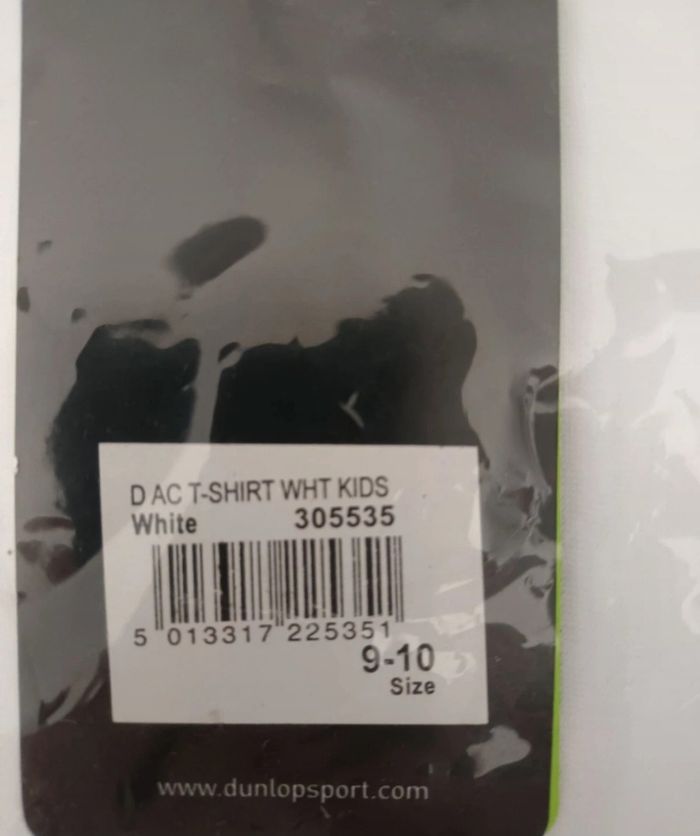 D AC T-SHIRT WHT KIDS
White 305535
5 013317 225351
9-10
Size
www.dunlopsport.com